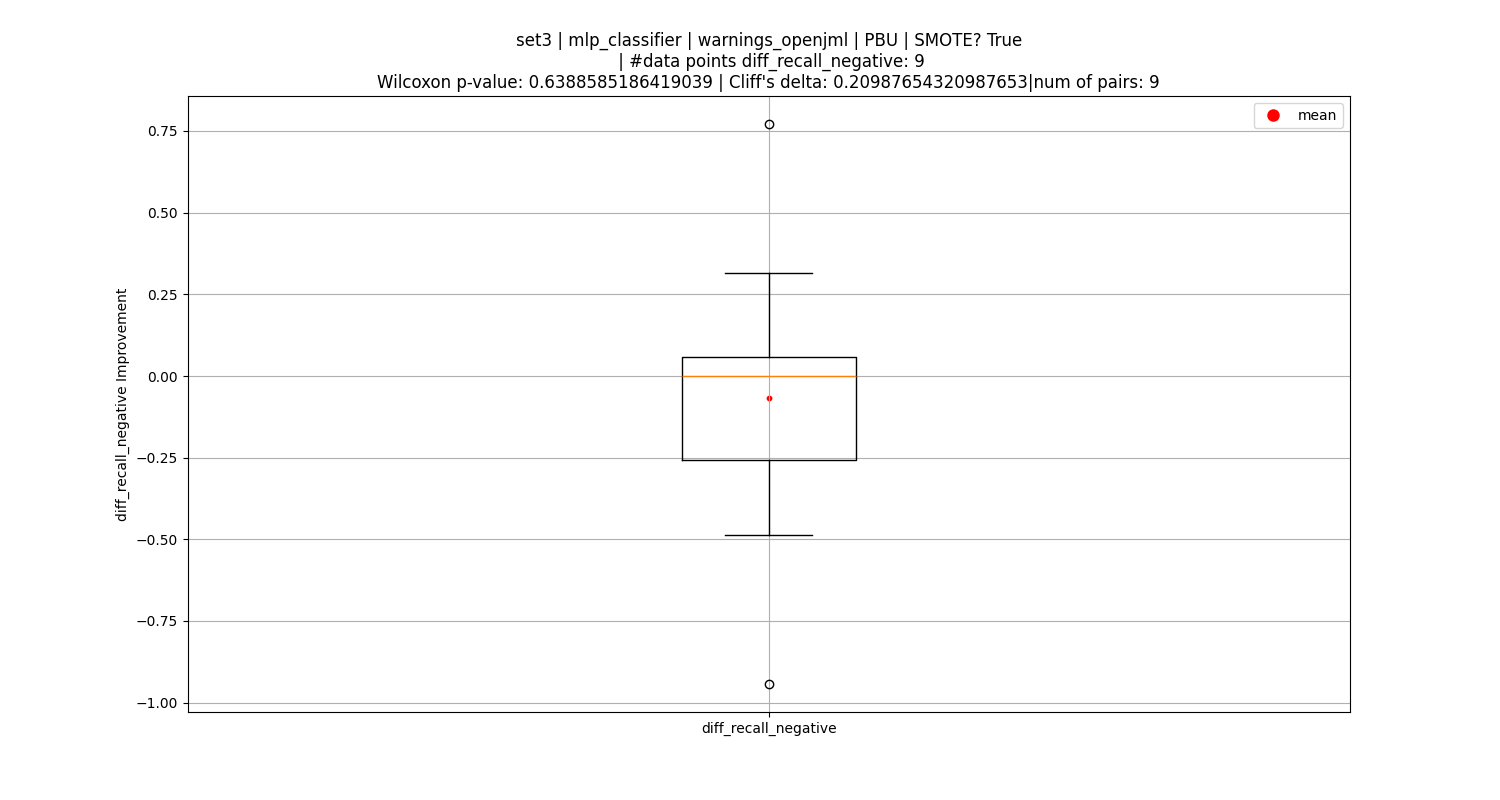 set3 | mlp_classifier | warnings_openjml | PBU | SMOTE? True
| #data points diff_recall_negative: 9
Wilcoxon p-value: 0.6388585186419039 | Cliff's delta: 0.20987654320987653|num of pairs: 9
mean
0.75
0.50
0.25
0.00
−0.25
−0.50
−0.75
−1.00
diff_recall_negative Improvement
diff_recall_negative